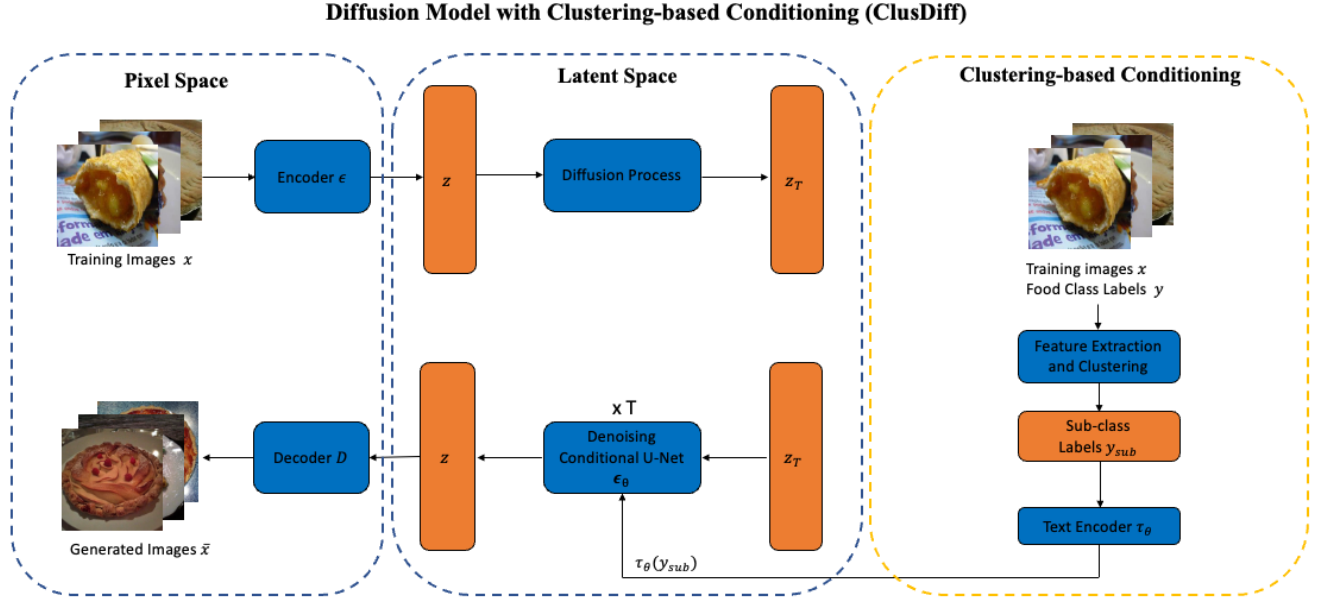 Diffusion Model with Clustering-based Conditioning (ClusDiff)
Pixel Space
Training Images x
Encoder ϵ
Latent Space
z
Diffusion Process
z_T
Clustering-based Conditioning
Training images x
Food Class Labels y
Feature Extraction
and Clustering
Sub-class
Labels y_sub
Text Encoder τ_θ
τ_θ(y_sub)
z_T
x T
Denoising
Conditional U-Net
ϵ_θ
z
Decoder D
Generated Images x̄